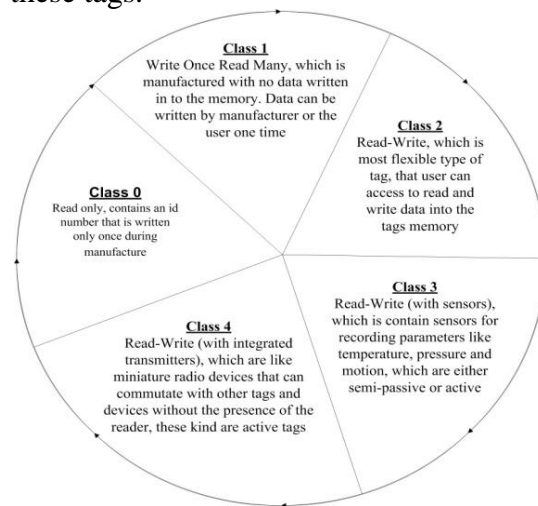 these tags.
Class 1
Write Once Read Many, which is
manufactured with no data written
in to the memory. Data can be
written by manufacturer or the
user one time
Class 2
Read-Write, which is
most flexible type of
tag, that user can
access to read and
write data into the
tags memory
Class 0
Read only, contains an id
number that is written
only once during
manufacture
Class 3
Read-Write (with sensors),
which is contain sensors for
recording parameters like
temperature, pressure and
motion, which are either
semi-passive or active
Class 4
Read-Write (with integrated
transmitters), which are like
miniature radio devices that can
commutate with other tags and
devices without the presence of the
reader, these kind are active tags